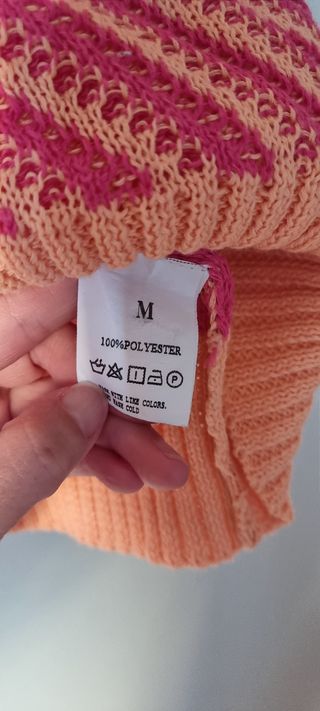 M
100%POLYESTER
P
WASH WITH LIKE COLORS.
WASH COLD